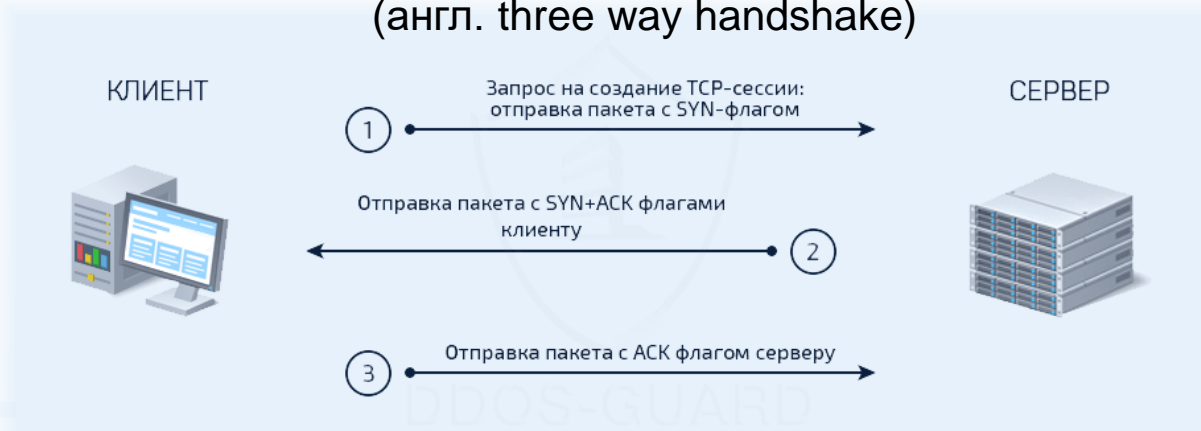 (англ. three way handshake)
КЛИЕНТ
Запрос на создание TCP-сессии:
отправка пакета с SYN-флагом
СЕРВЕР
1
Отправка пакета с SYN+ACK флагами
клиенту
2
Отправка пакета с ACK флагом серверу
3
DDOS-GUARD